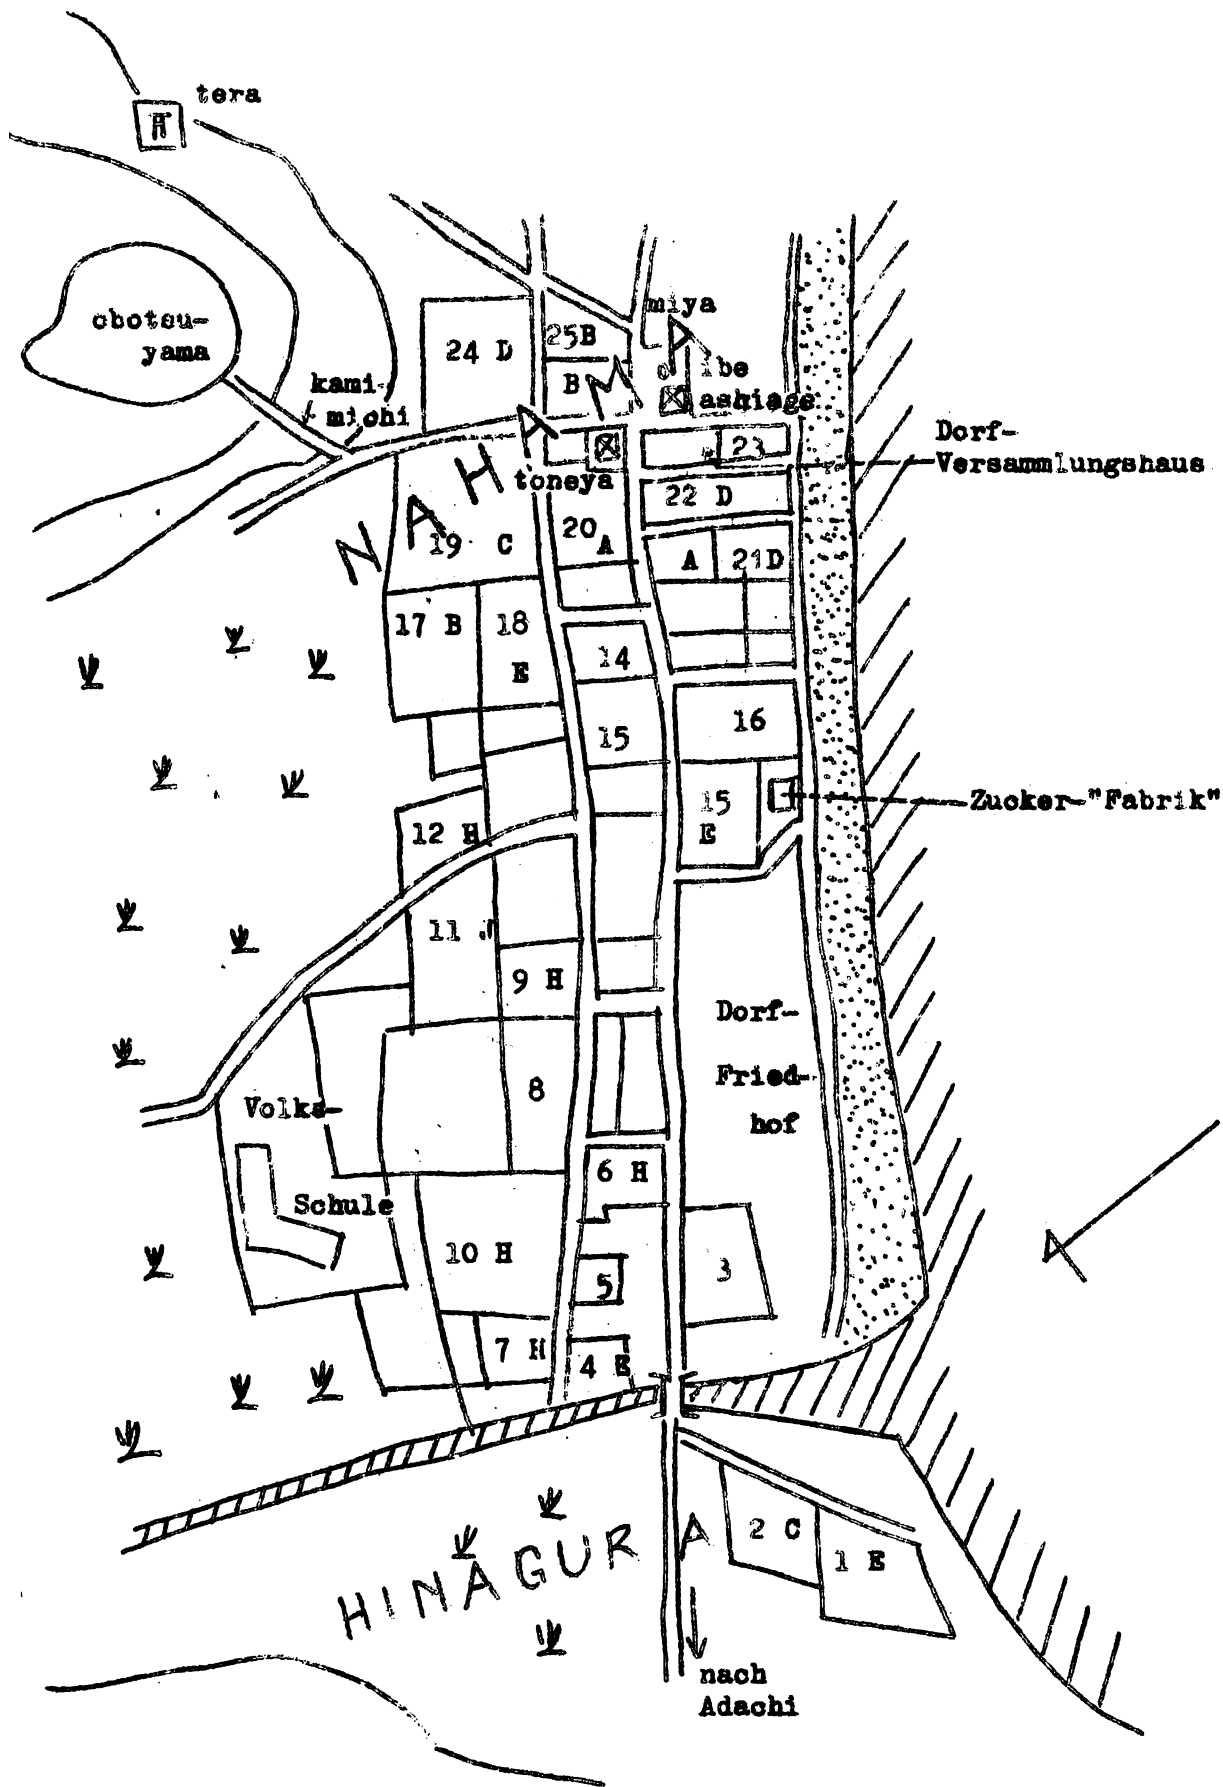 tera
obotsu-
yama
kami-
michi
24 D
25B
B
miya
ibe
ashiage
toneya
23
Dorf-
Versammlungshaus
22 D
NAHAM
19 C
20
A
A
21D
17 B
18
E
14
15
16
15
E
Zucker-"Fabrik"
12 H
11
9 H
8
Dorf-
Fried-
hof
Volks-
Schule
6 H
10 H
5
3
7 H
4 E
2 C
1 E
HINAGURA
nach
Adachi